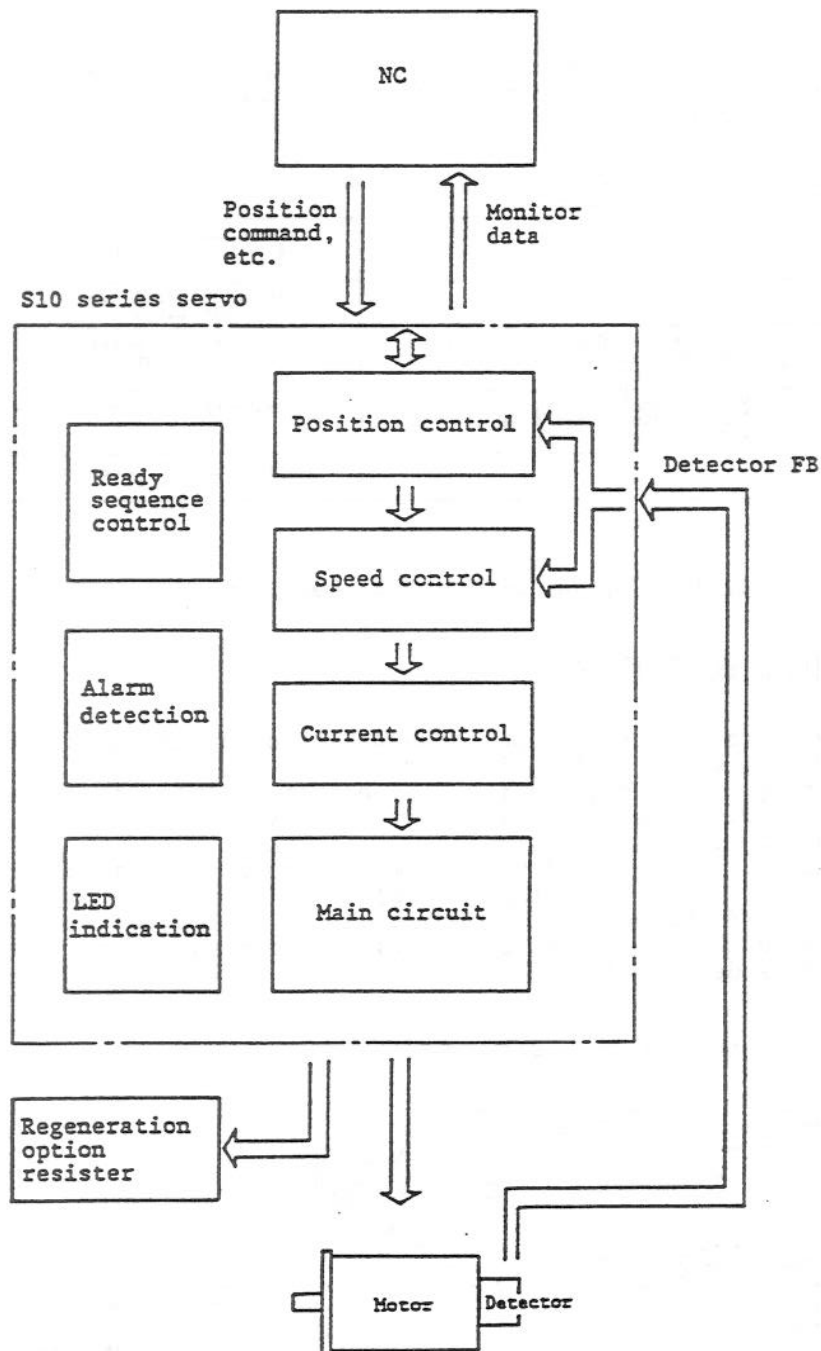 NC
Position
command,
etc.
Monitor
data
S10 series servo
Position control
Ready
sequence
control
Detector FB
Speed control
Alarm
detection
Current control
LED
indication
Main circuit
Regeneration
option
resister
Motor
Detector